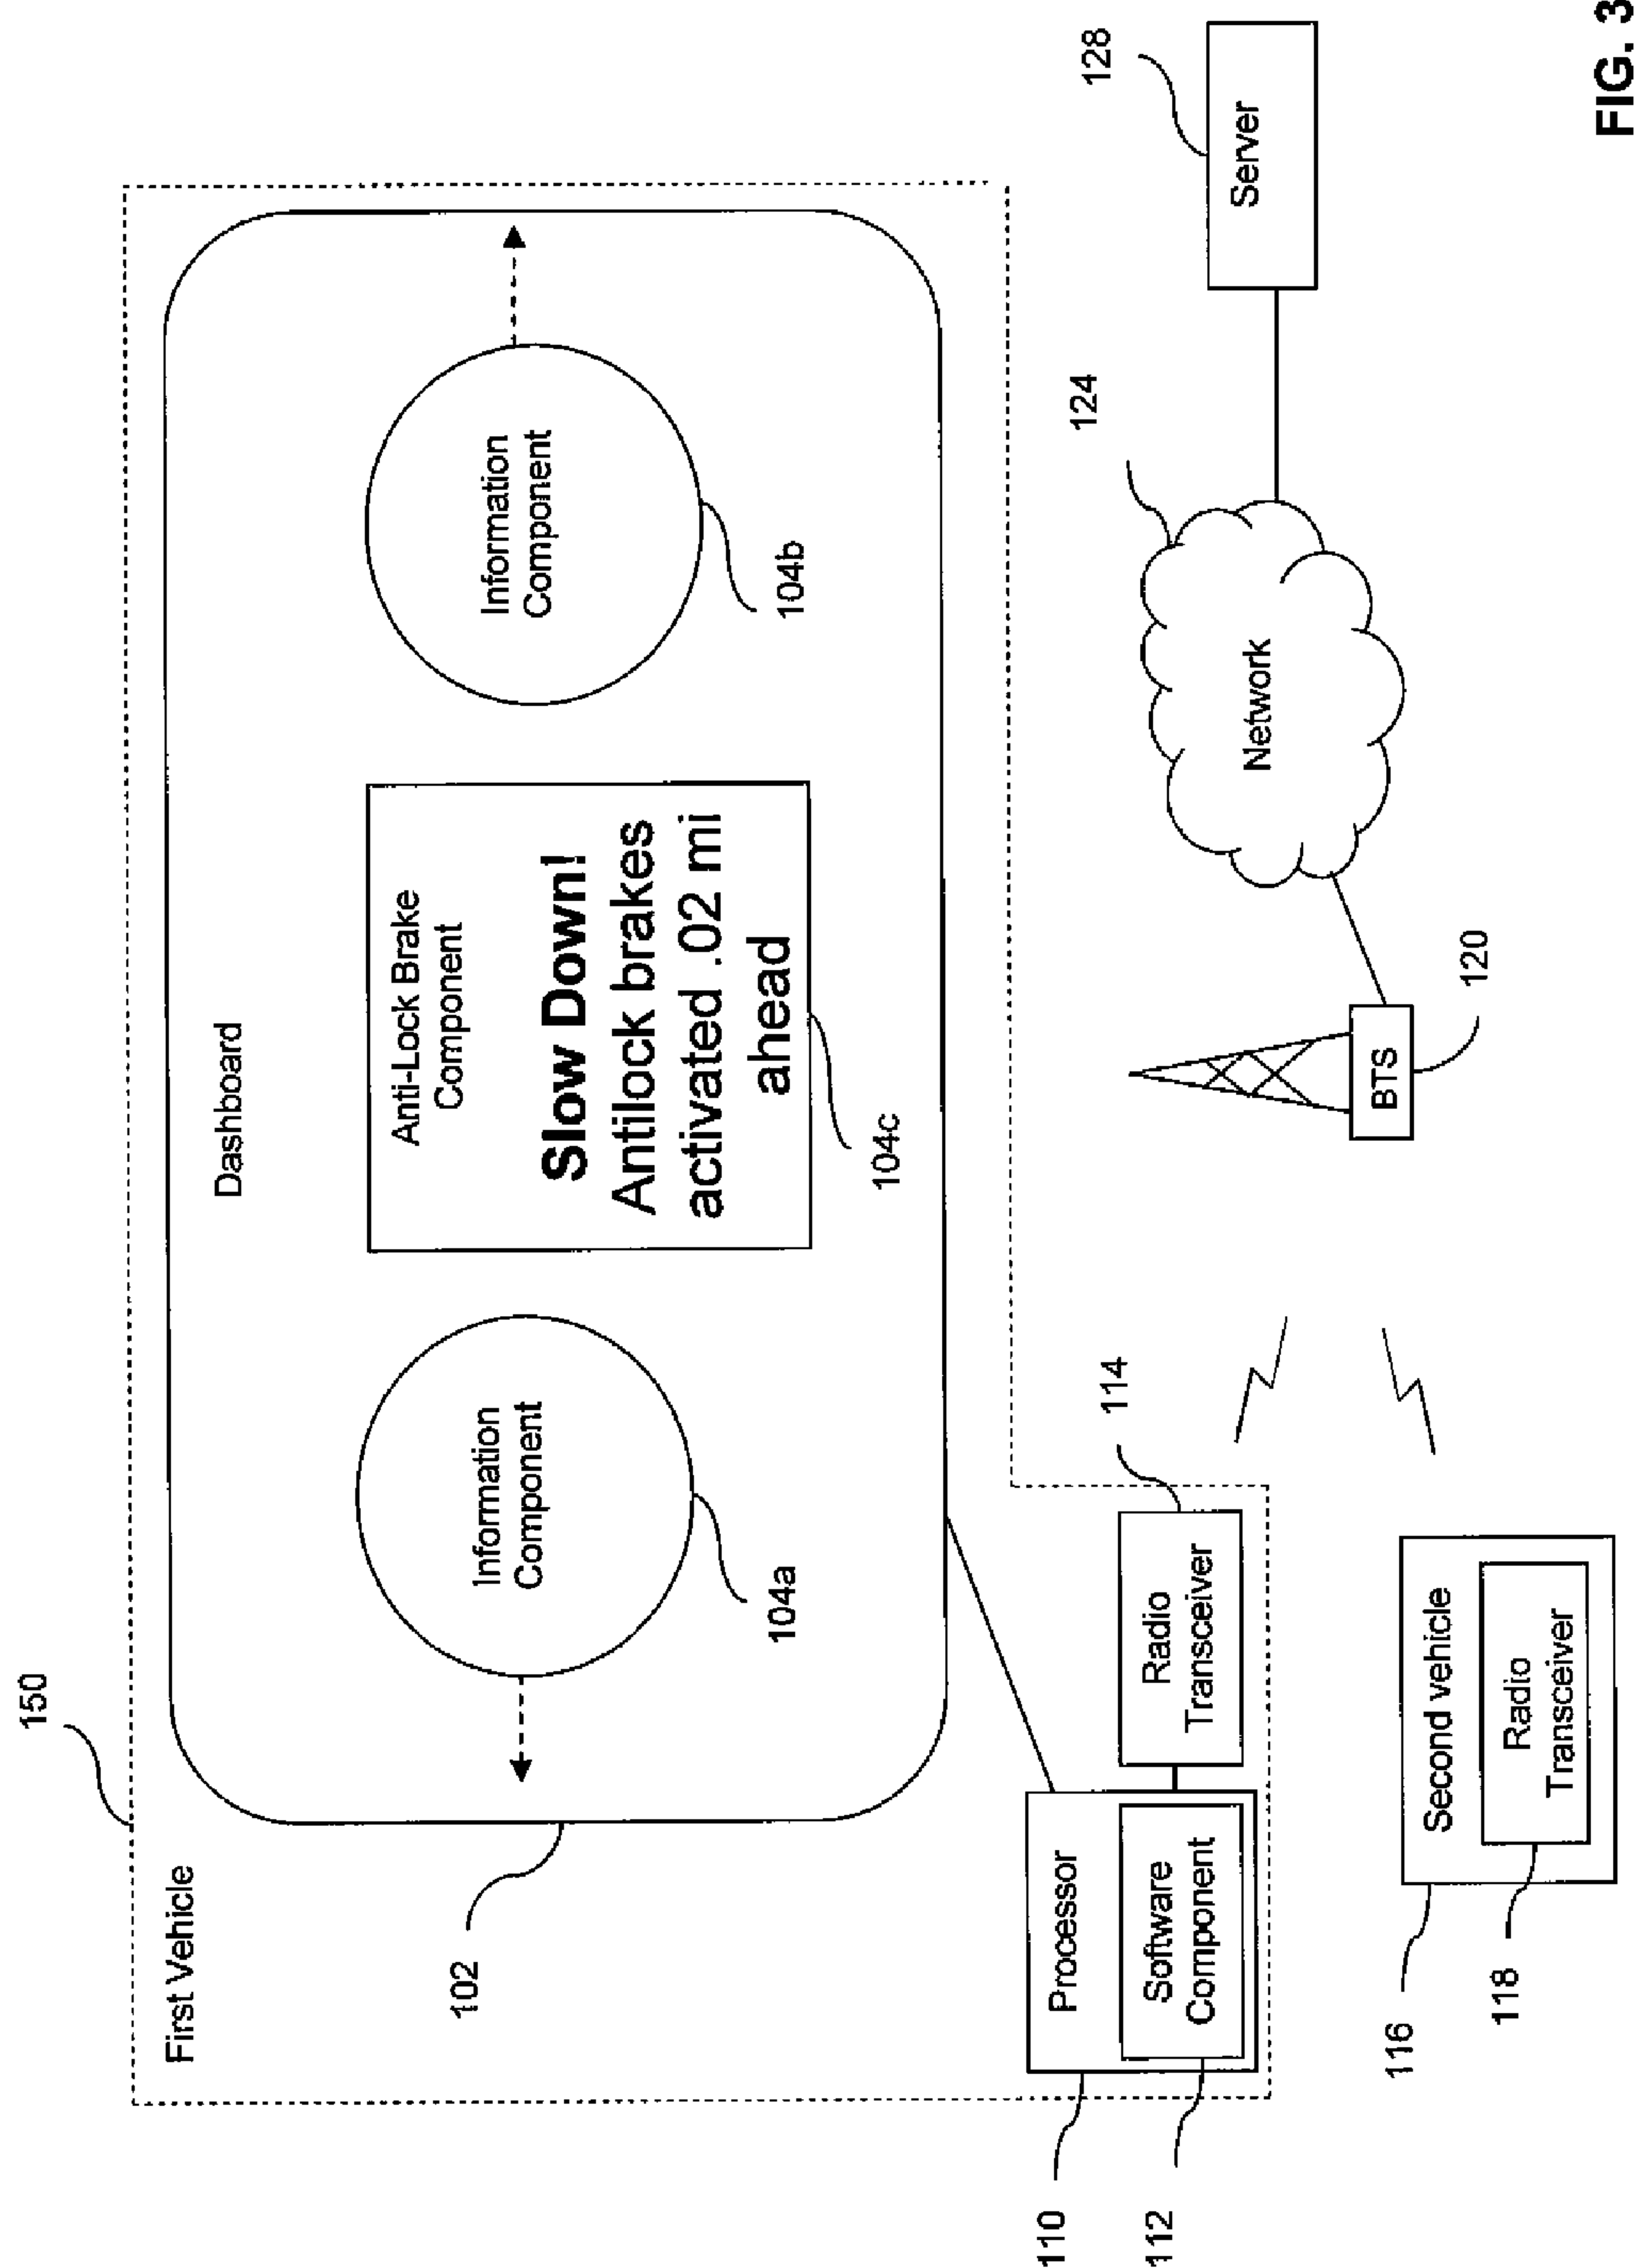 150
First Vehicle
Dashboard
102
Information
Component
104a
Anti-Lock Brake
Component
Slow Down!
Antilock brakes
activated .02 mi
ahead
104c
Information
Component
104b
110
Processor
112
Software
Component
114
Radio
Transceiver
116
Second vehicle
118
Radio
Transceiver
BTS
120
124
Network
128
Server
FIG. 3